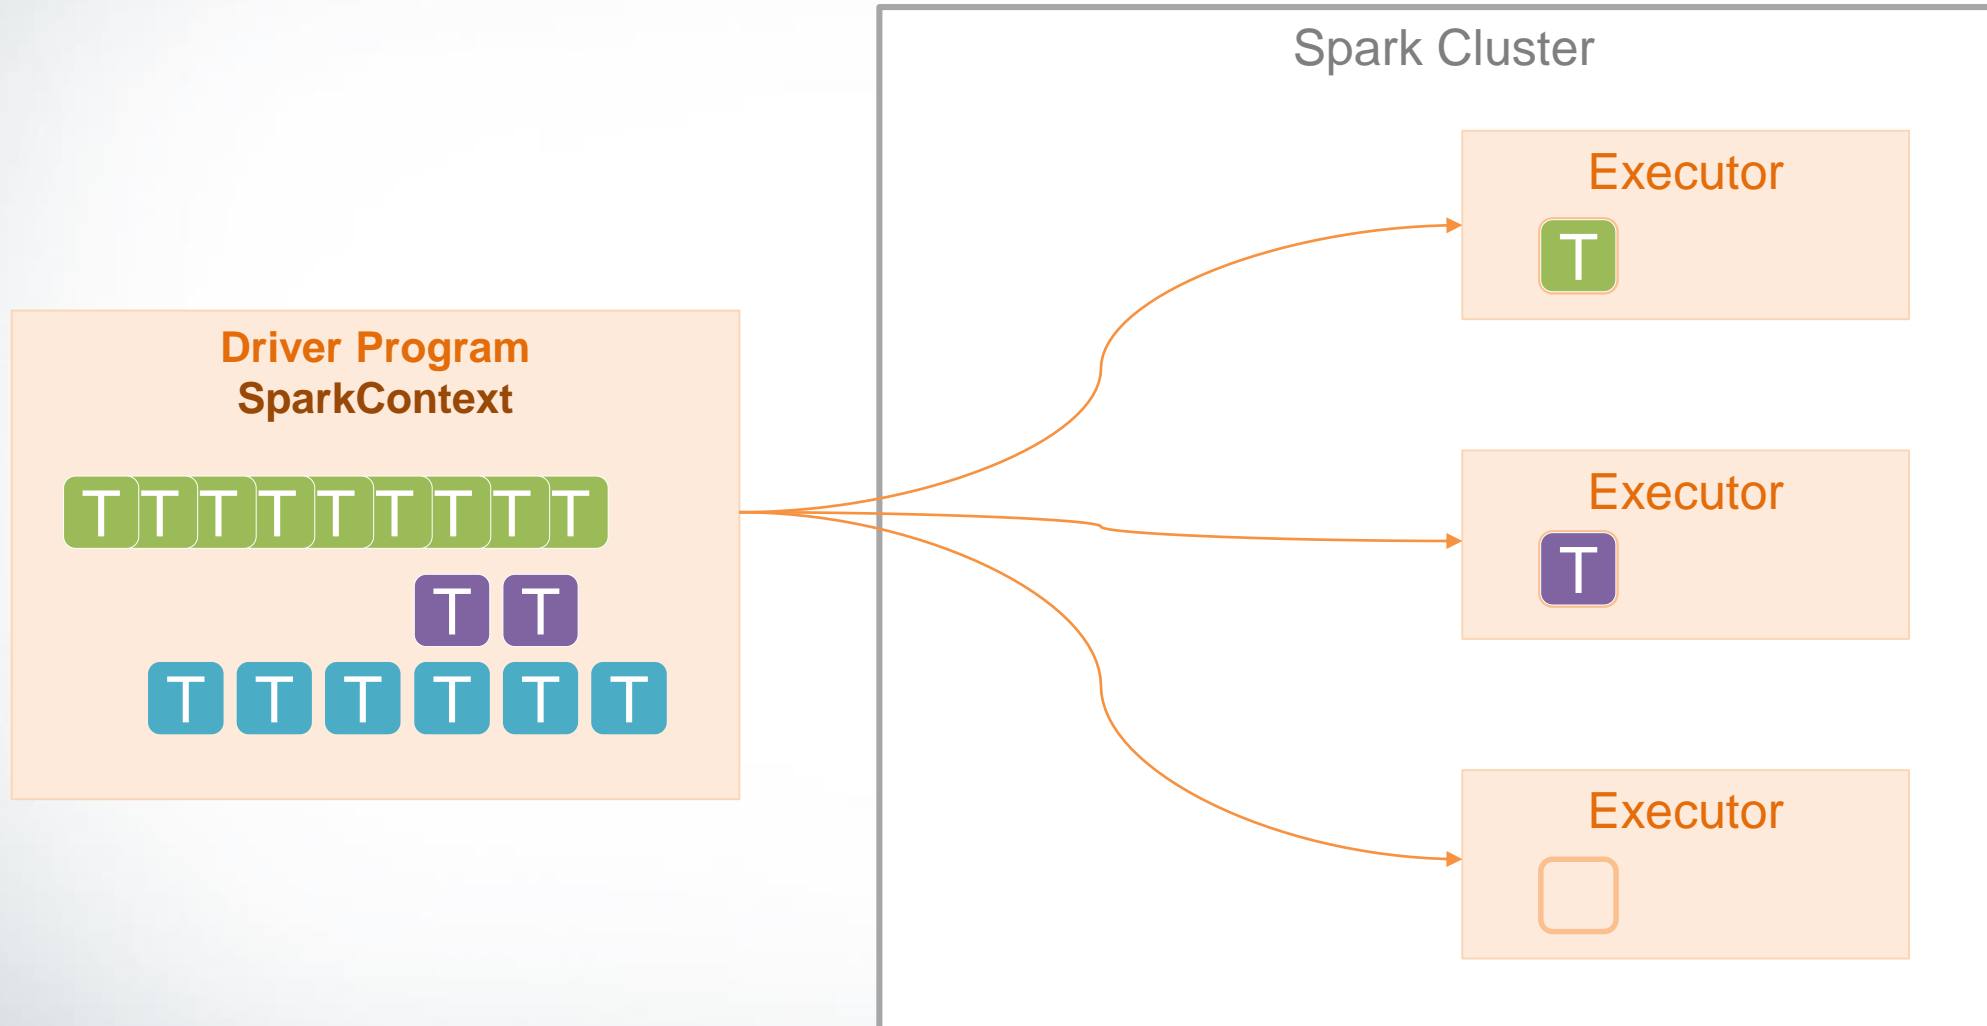 Spark Cluster
Driver Program
SparkContext
T T T T T T T T T
T T
T T T T T T
Executor
T
Executor
T
Executor